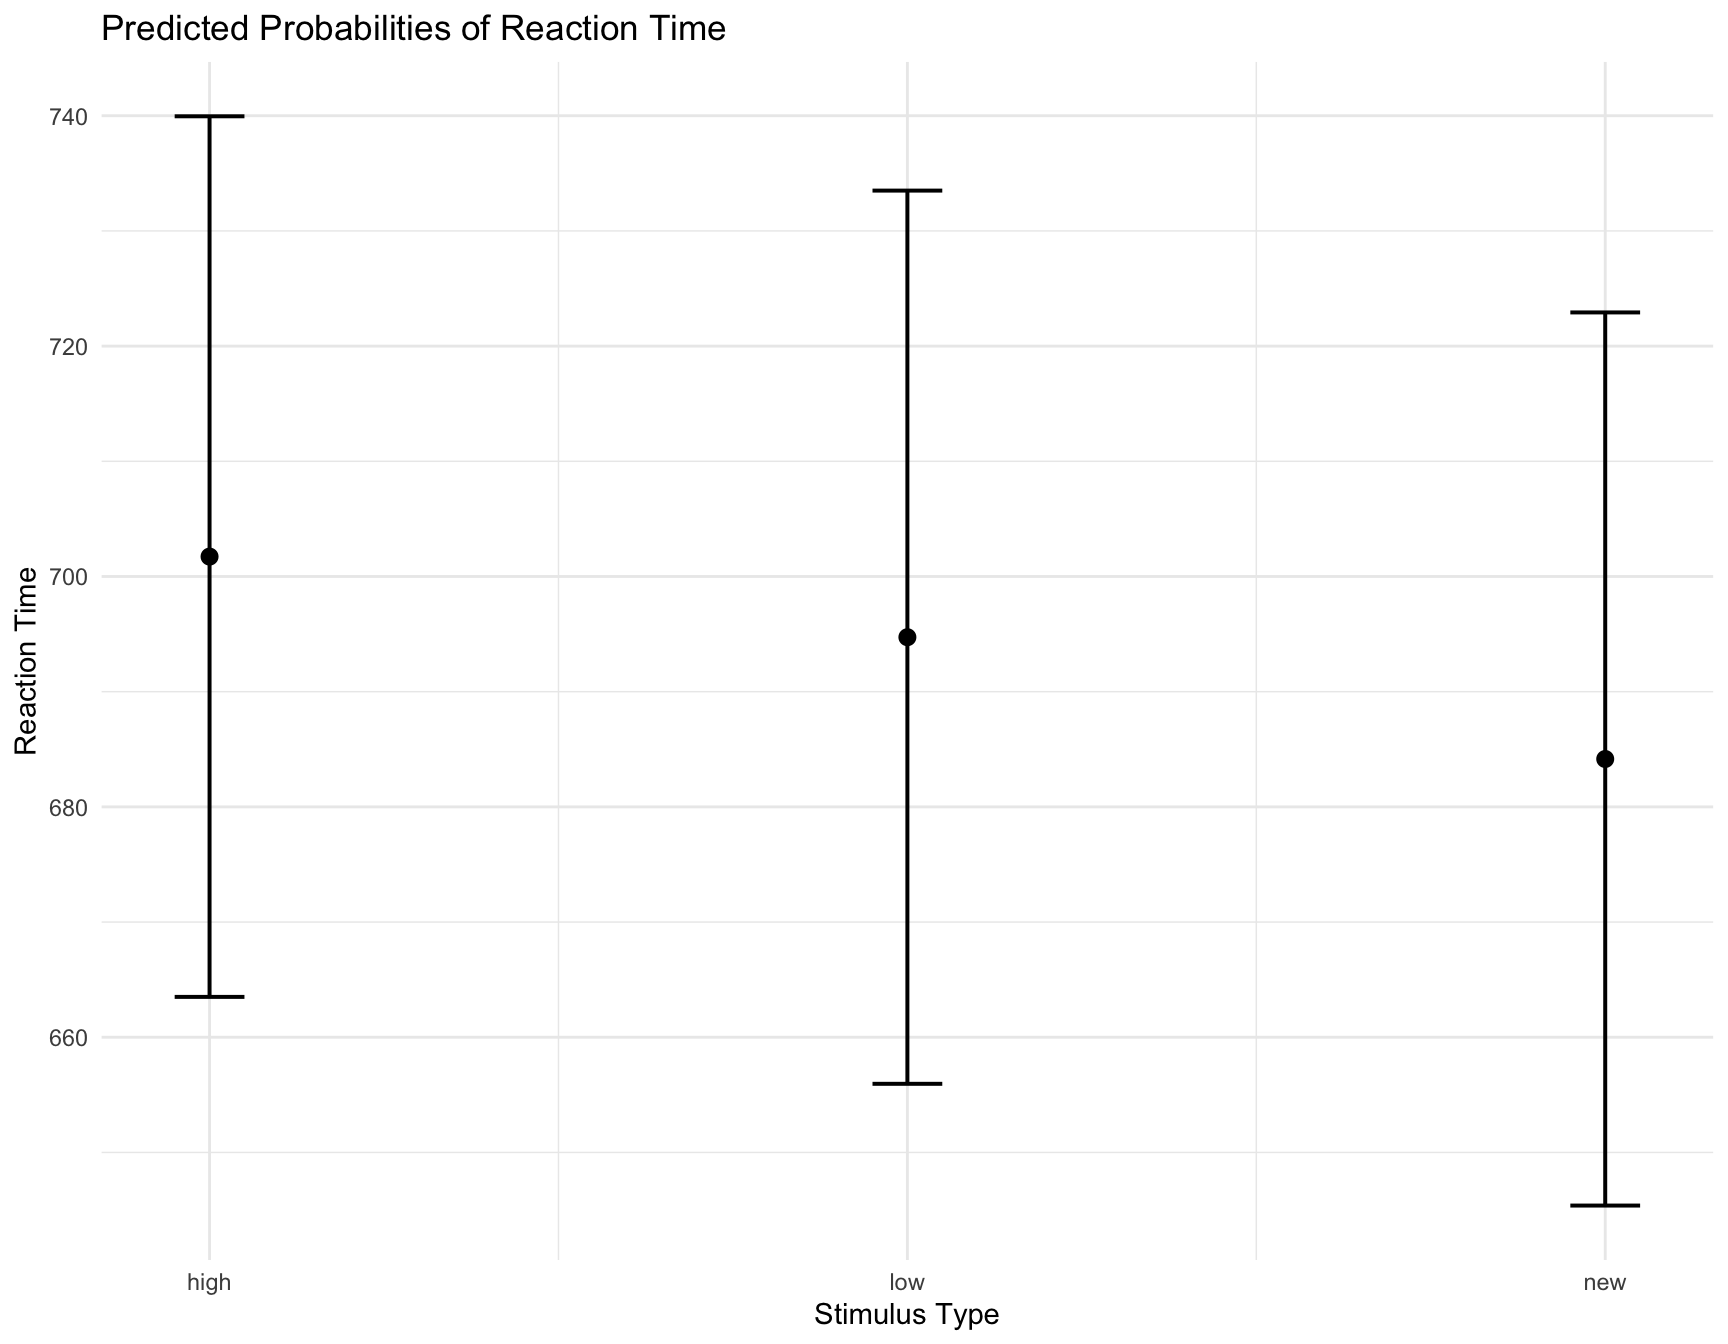 Predicted Probabilities of Reaction Time
740
720
700
680
660
Reaction Time
high low new
Stimulus Type